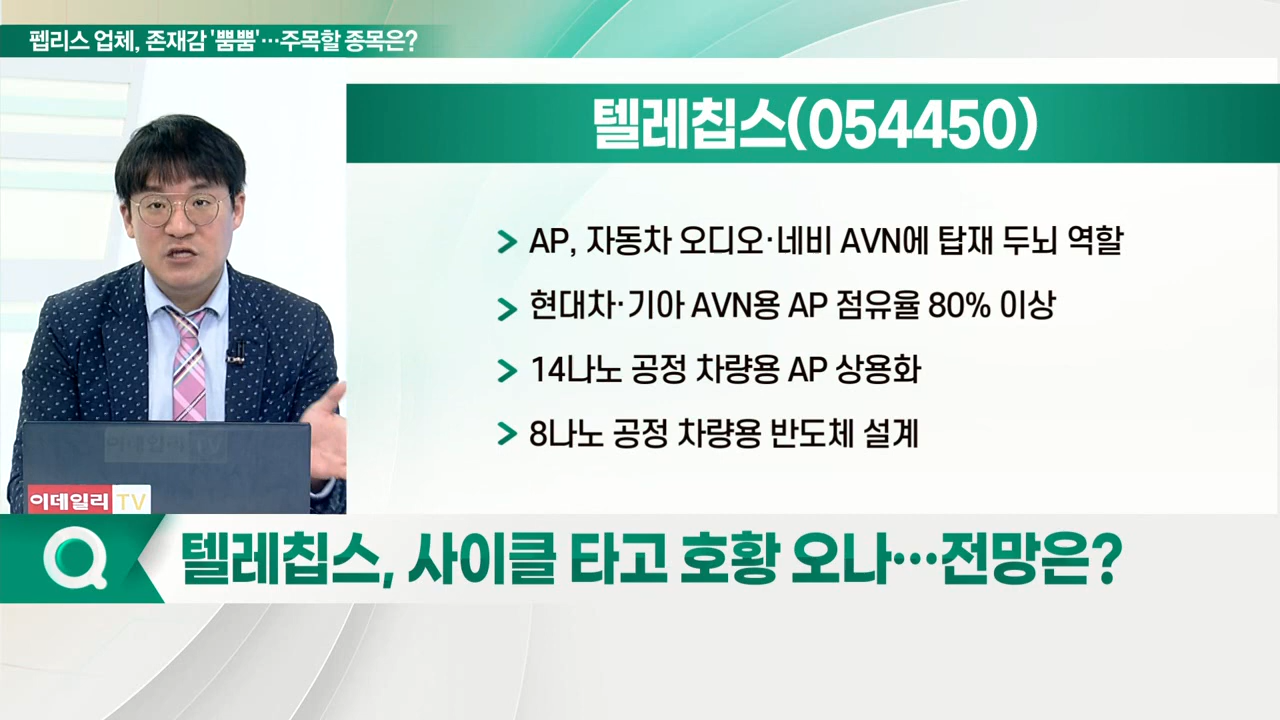 펩리스 업체, 존재감 '뿜뿜'…주목할 종목은?
텔레칩스(054450)
AP, 자동차 오디오·네비 AVN에 탑재 두뇌 역할
현대차·기아 AVN용 AP 점유율 80% 이상
14나노 공정 차량용 AP 상용화
8나노 공정 차량용 반도체 설계
이데일리TV
이데일리 TV
텔레칩스, 사이클 타고 호황 오나…전망은?